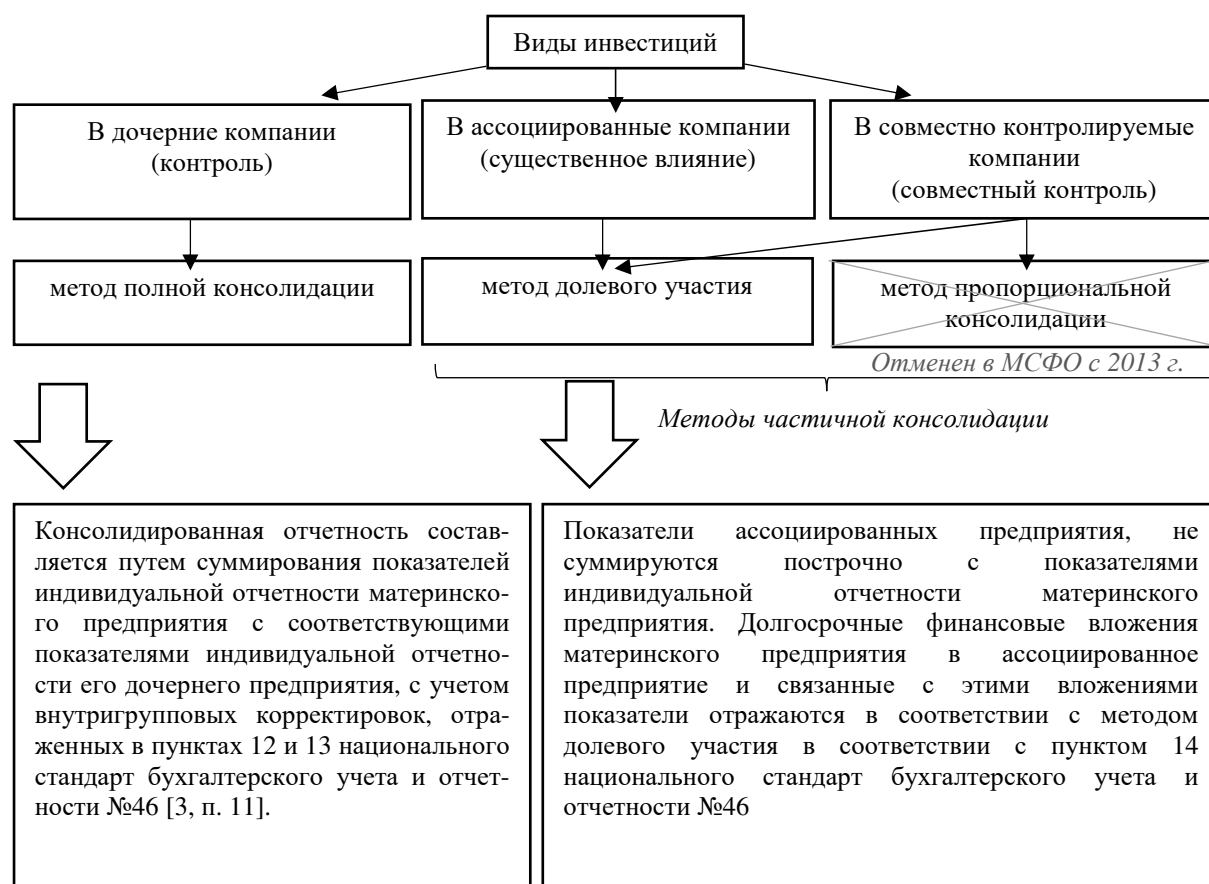 Виды инвестиций
В дочерние компании
(контроль)
В ассоциированные компании
(существенное влияние)
В совместно контролируемые
компании
(совместный контроль)
метод полной консолидации
метод долевого участия
метод пропорциональной
консолидации
Отменен в МСФО с 2013 г.
Методы частичной консолидации
Консолидированная отчетность состав-
ляется путем суммирования показателей
индивидуальной отчетности материнско-
го предприятия с соответствующими
показателями индивидуальной отчетно-
сти его дочернего предприятия, с учетом
внутригрупповых корректировок, отра-
женных в пунктах 12 и 13 национального
стандарт бухгалтерского учета и отчет-
ности №46 [3, п. 11].
Показатели ассоциированных предприятия, не
суммируются построчно с показателями
индивидуальной отчетности материнского
предприятия. Долгосрочные финансовые вложения
материнского предприятия в ассоциированное
предприятие и связанные с этими вложениями
показатели отражаются в соответствии с методом
долевого участия в соответствии с пунктом 14
национального стандарт бухгалтерского учета и
отчетности №46